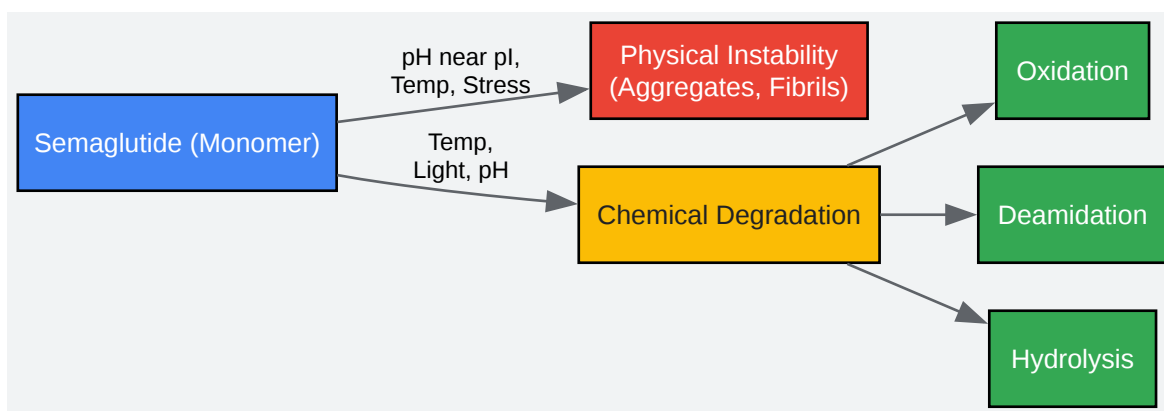 Semaglutide (Monomer)
pH near pI,
Temp, Stress
Temp,
Light, pH
Physical Instability
(Aggregates, Fibrils)
Chemical Degradation
Oxidation
Deamidation
Hydrolysis